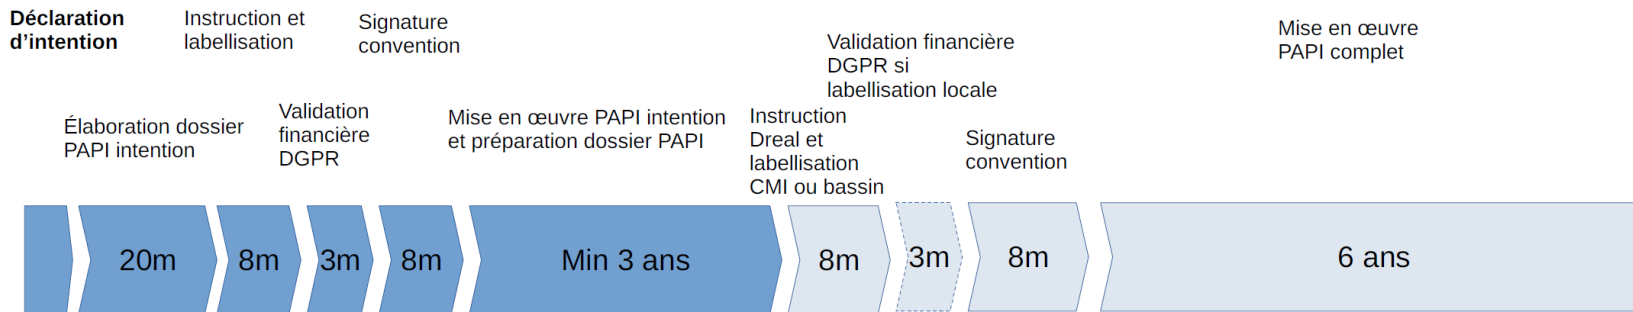 Déclaration
d’intention
Instruction et
labellisation
Signature
convention
Validation financière
DGPR si
labellisation locale
Mise en œuvre
PAPI complet
Élaboration dossier
PAPI intention
Validation
financière
DGPR
Mise en œuvre PAPI intention
et préparation dossier PAPI
Instruction
Dreal et
labellisation
CMI ou bassin
Signature
convention
20m
8m
3m
8m
Min 3 ans
8m
3m
8m
6 ans